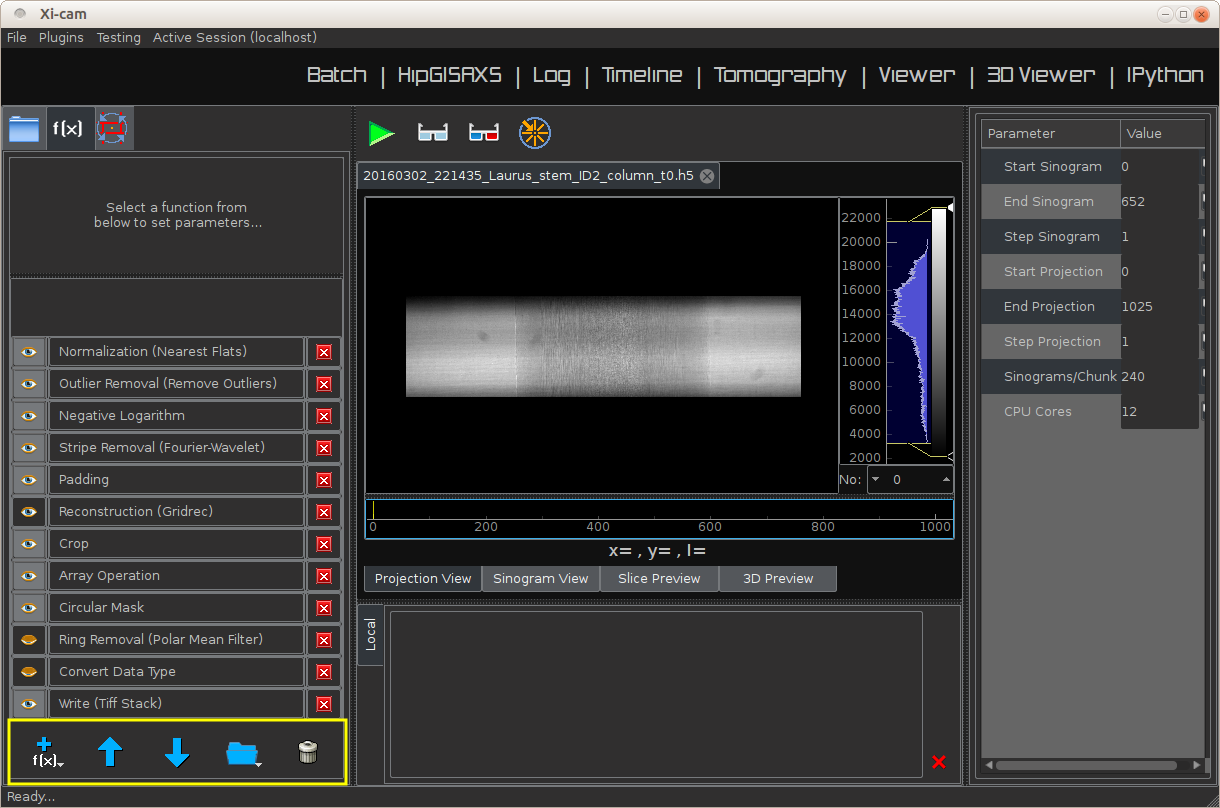 Xi-cam
File Plugins Testing Active Session (localhost)
Batch | HipGISAXS | Log | Timeline | Tomography | Viewer | 3D Viewer | IPython
f(x)
Select a function from
below to set parameters...
Normalization (Nearest Flats)
Outlier Removal (Remove Outliers)
Negative Logarithm
Stripe Removal (Fourier-Wavelet)
Padding
Reconstruction (Gridrec)
Crop
Array Operation
Circular Mask
Ring Removal (Polar Mean Filter)
Convert Data Type
Write (Tiff Stack)
f(x)
20160302_221435_Laurus_stem_ID2_column_t0.h5
22000
20000
18000
16000
14000
12000
10000
8000
6000
4000
2000
No: 0
0 200 400 600 800 1000
x= , y= , I=
Projection View Sinogram View Slice Preview 3D Preview
Local
Parameter Value
Start Sinogram 0
End Sinogram 652
Step Sinogram 1
Start Projection 0
End Projection 1025
Step Projection 1
Sinograms/Chunk 240
CPU Cores 12
Ready...